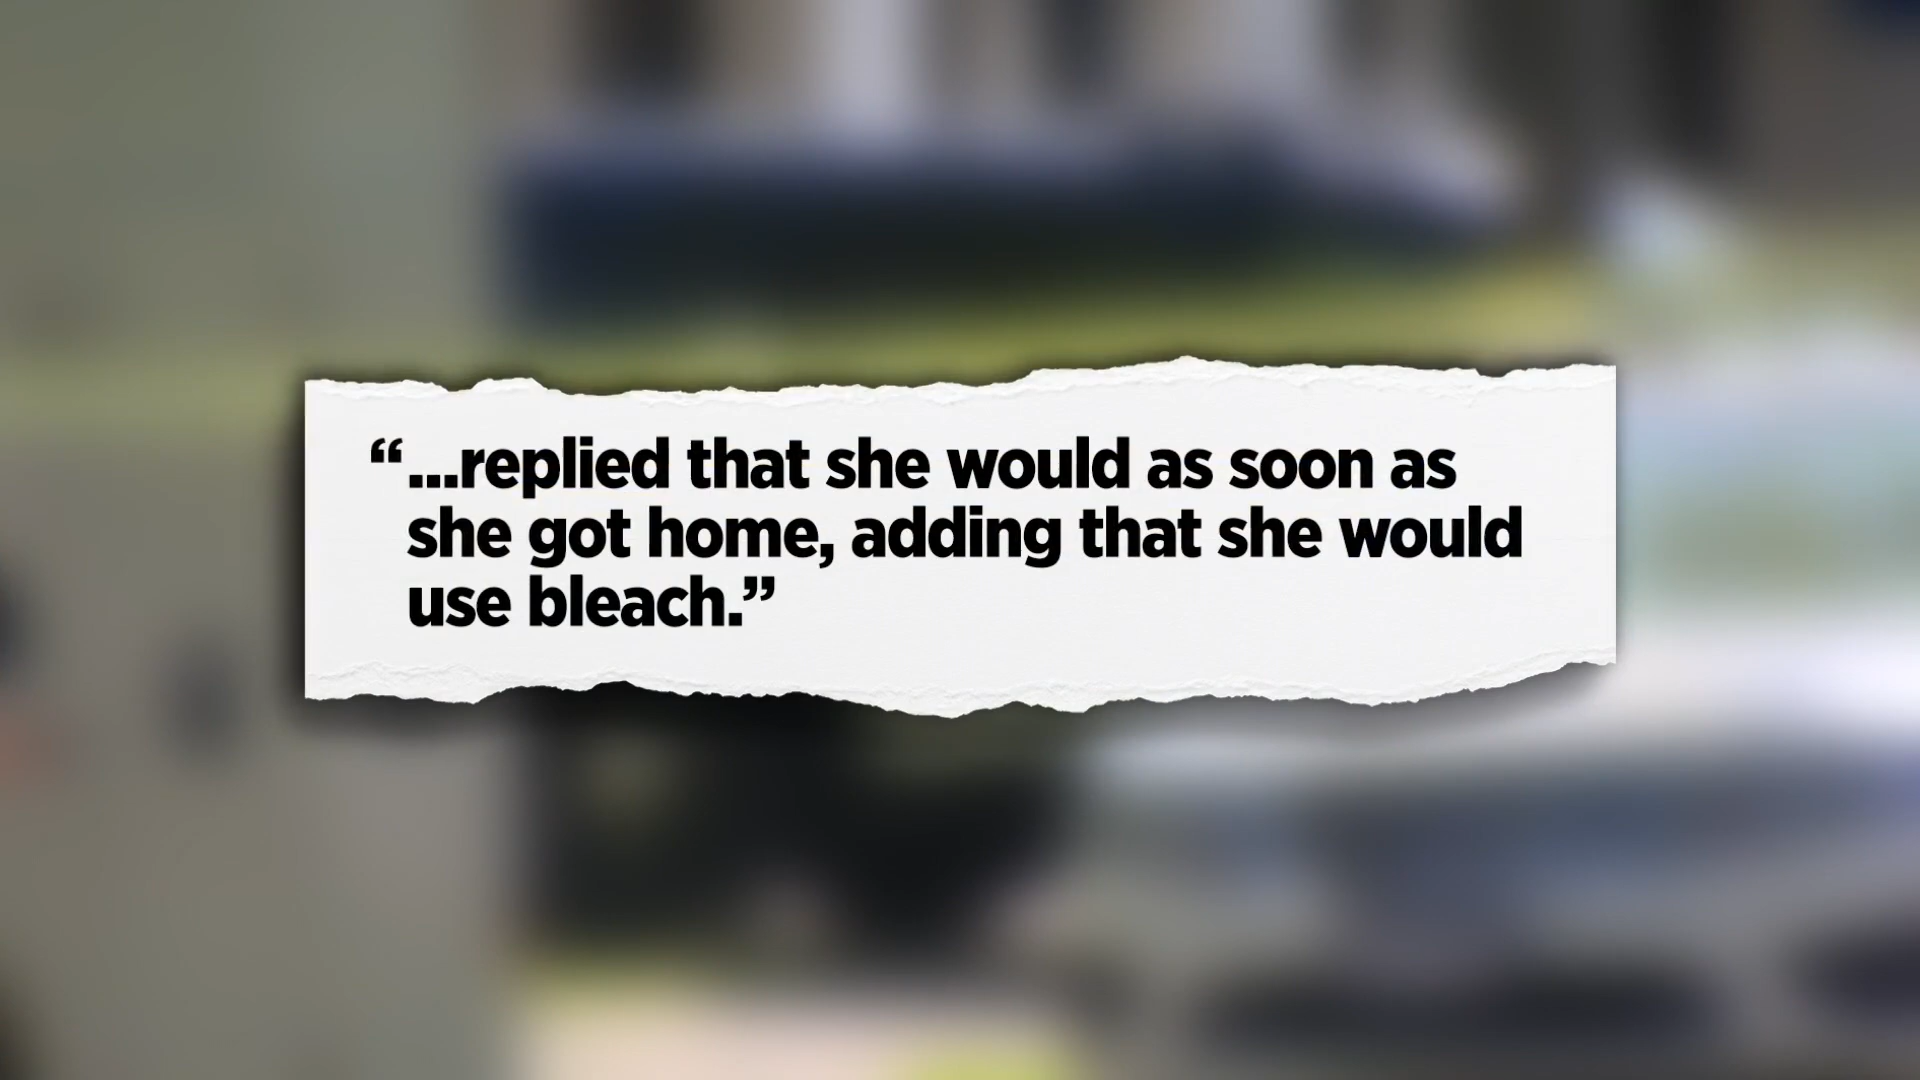 “...replied that she would as soon as
she got home, adding that she would
use bleach.”